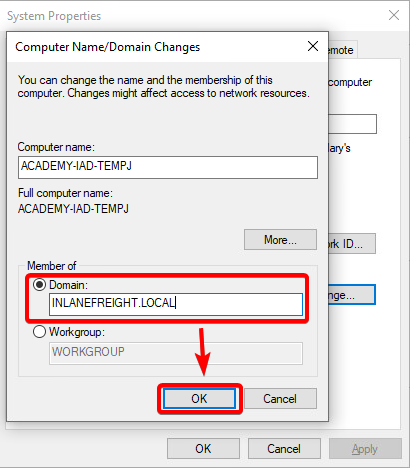 System Properties
Computer Name/Domain Changes
emote
You can change the name and the membership of this
computer. Changes might affect access to network resources.
computer
Computer name:
ACADEMY-IAD-TEMPJ
ary's
Full computer name:
ACADEMY-IAD-TEMPJ
More...
rk ID...
Member of
Domain:
INLANEFREIGHT.LOCAL
nge...
Workgroup:
WORKGROUP
OK
Cancel
OK
Cancel
Apply